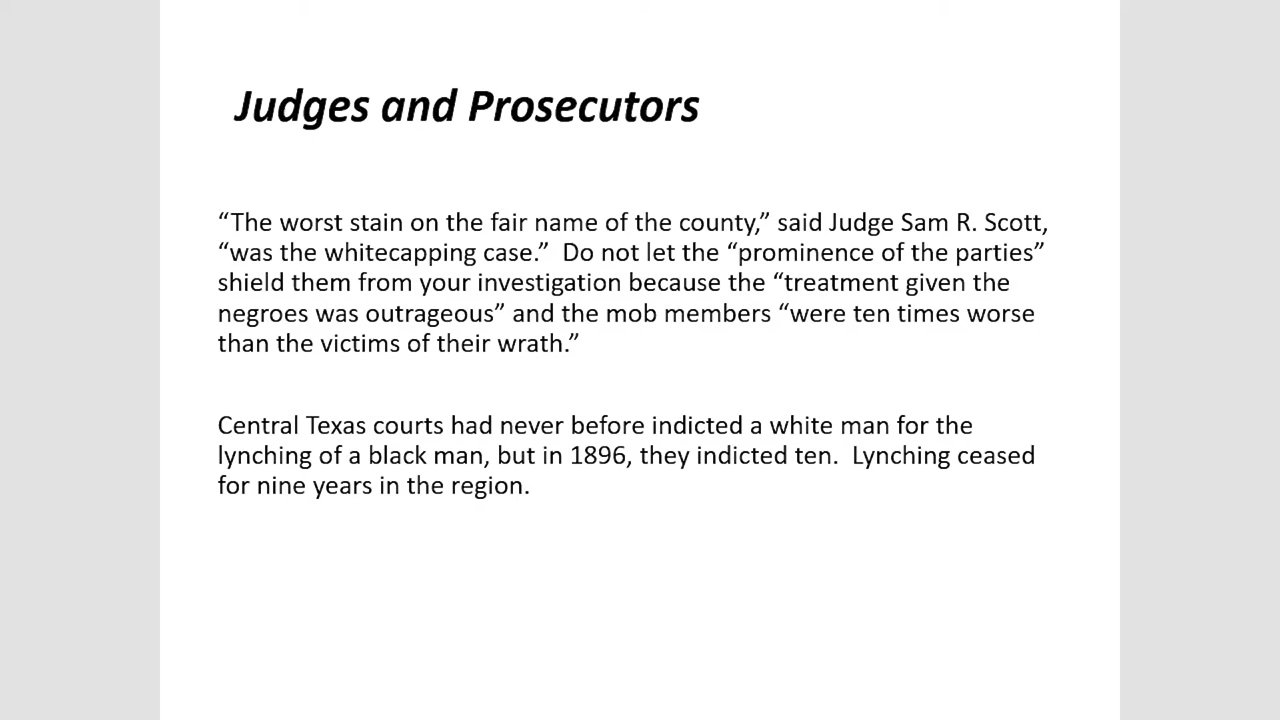 Judges and Prosecutors
“The worst stain on the fair name of the county,” said Judge Sam R. Scott,
“was the whitecapping case.”  Do not let the “prominence of the parties”
shield them from your investigation because the “treatment given the
negroes was outrageous” and the mob members “were ten times worse
than the victims of their wrath.”
Central Texas courts had never before indicted a white man for the
lynching of a black man, but in 1896, they indicted ten.  Lynching ceased
for nine years in the region.